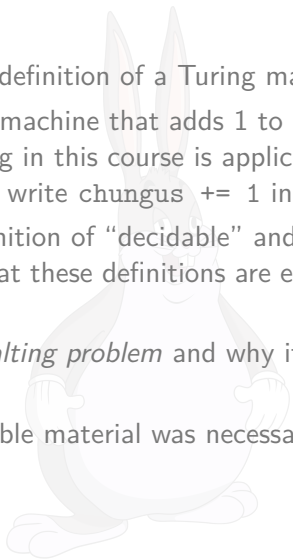 definition of a Turing ma
machine that adds 1 to
g in this course is applic
write chungus += 1 in
nition of “decidable” and
at these definitions are e
alting problem and why i
ble material was necessa